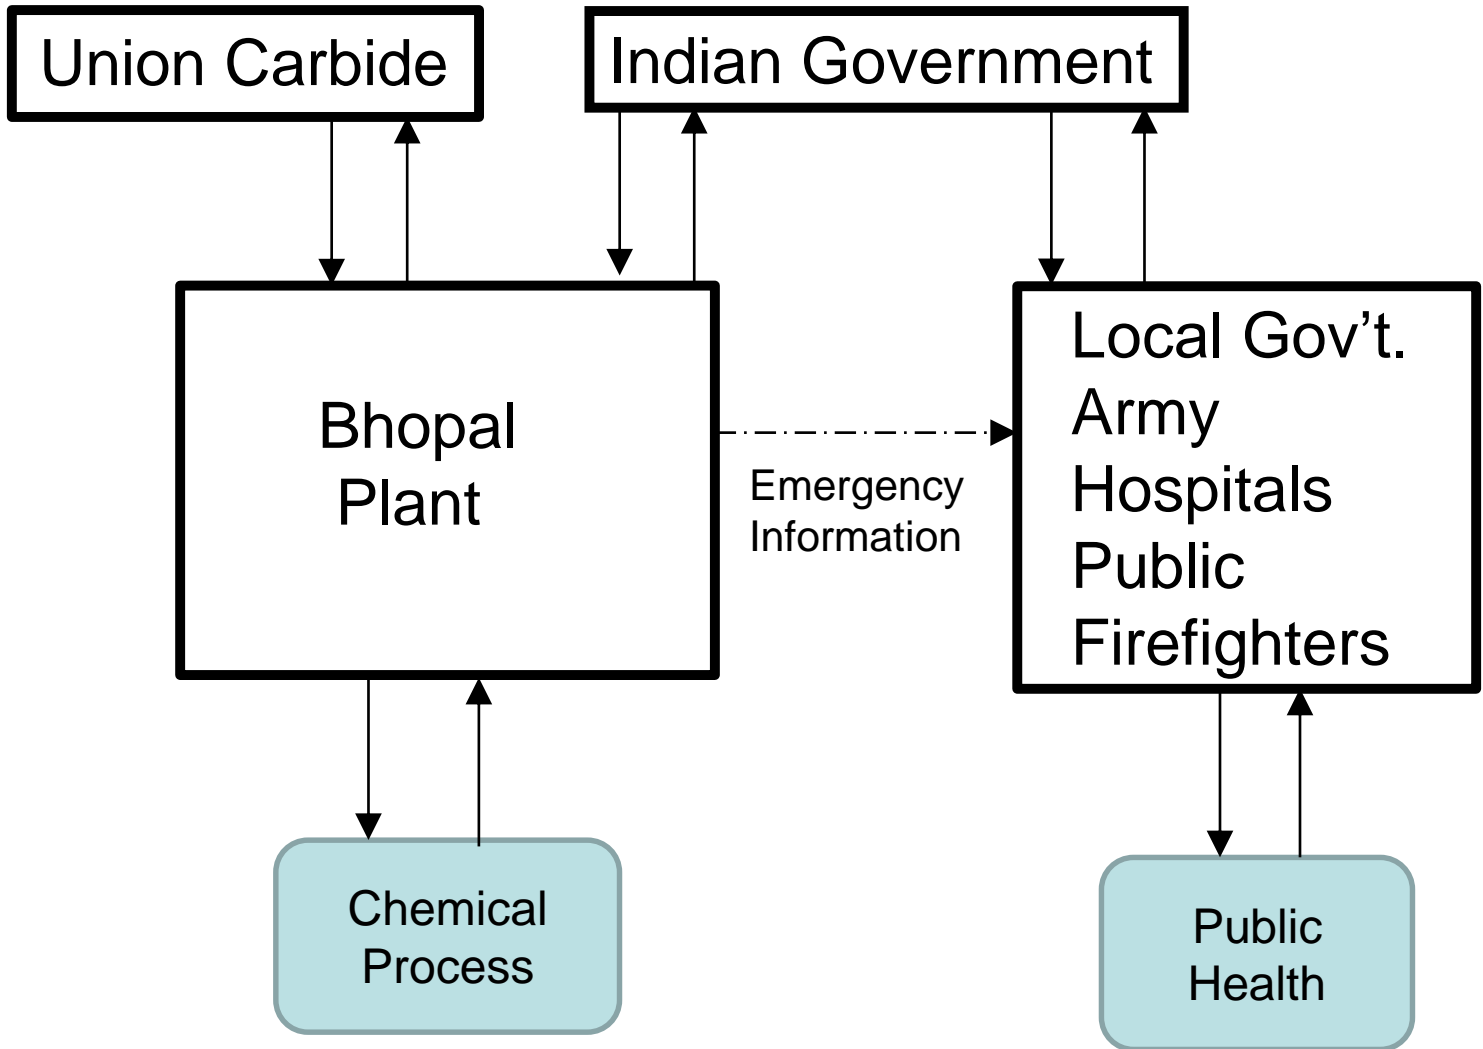 Union Carbide
Indian Government
Bhopal
Plant
Emergency
Information
Local Gov’t.
Army
Hospitals
Public
Firefighters
Chemical
Process
Public
Health